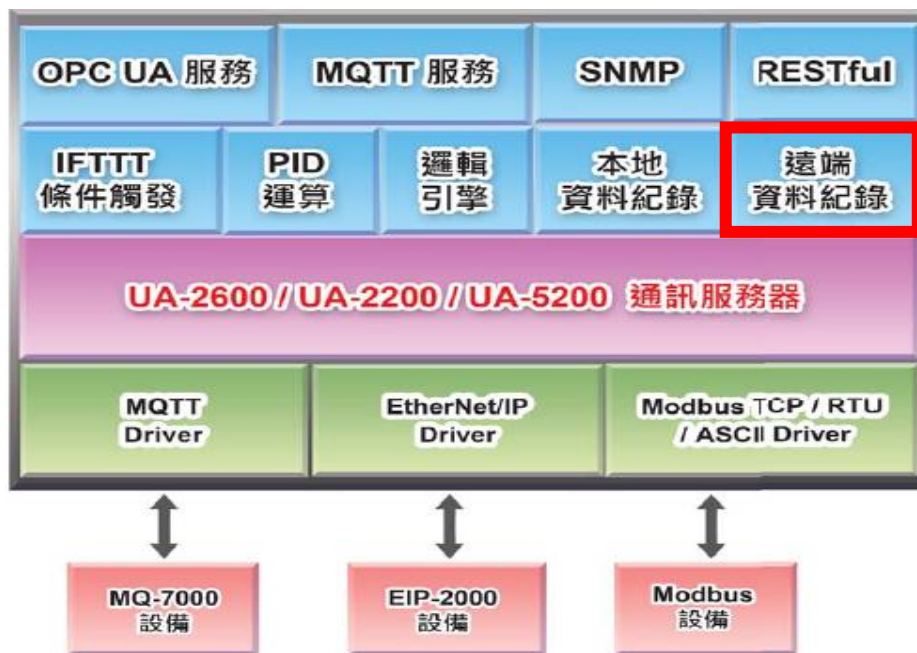 OPC UA 服務
MQTT 服務
SNMP
RESTful
IFTTT
條件觸發
PID
運算
邏輯
引擎
本地
資料紀錄
遠端
資料紀錄
UA-2600 / UA-2200 / UA-5200 通訊服務器
MQTT
Driver
EtherNet/IP
Driver
Modbus TCP / RTU
/ ASCII Driver
MQ-7000
設備
EIP-2000
設備
Modbus
設備